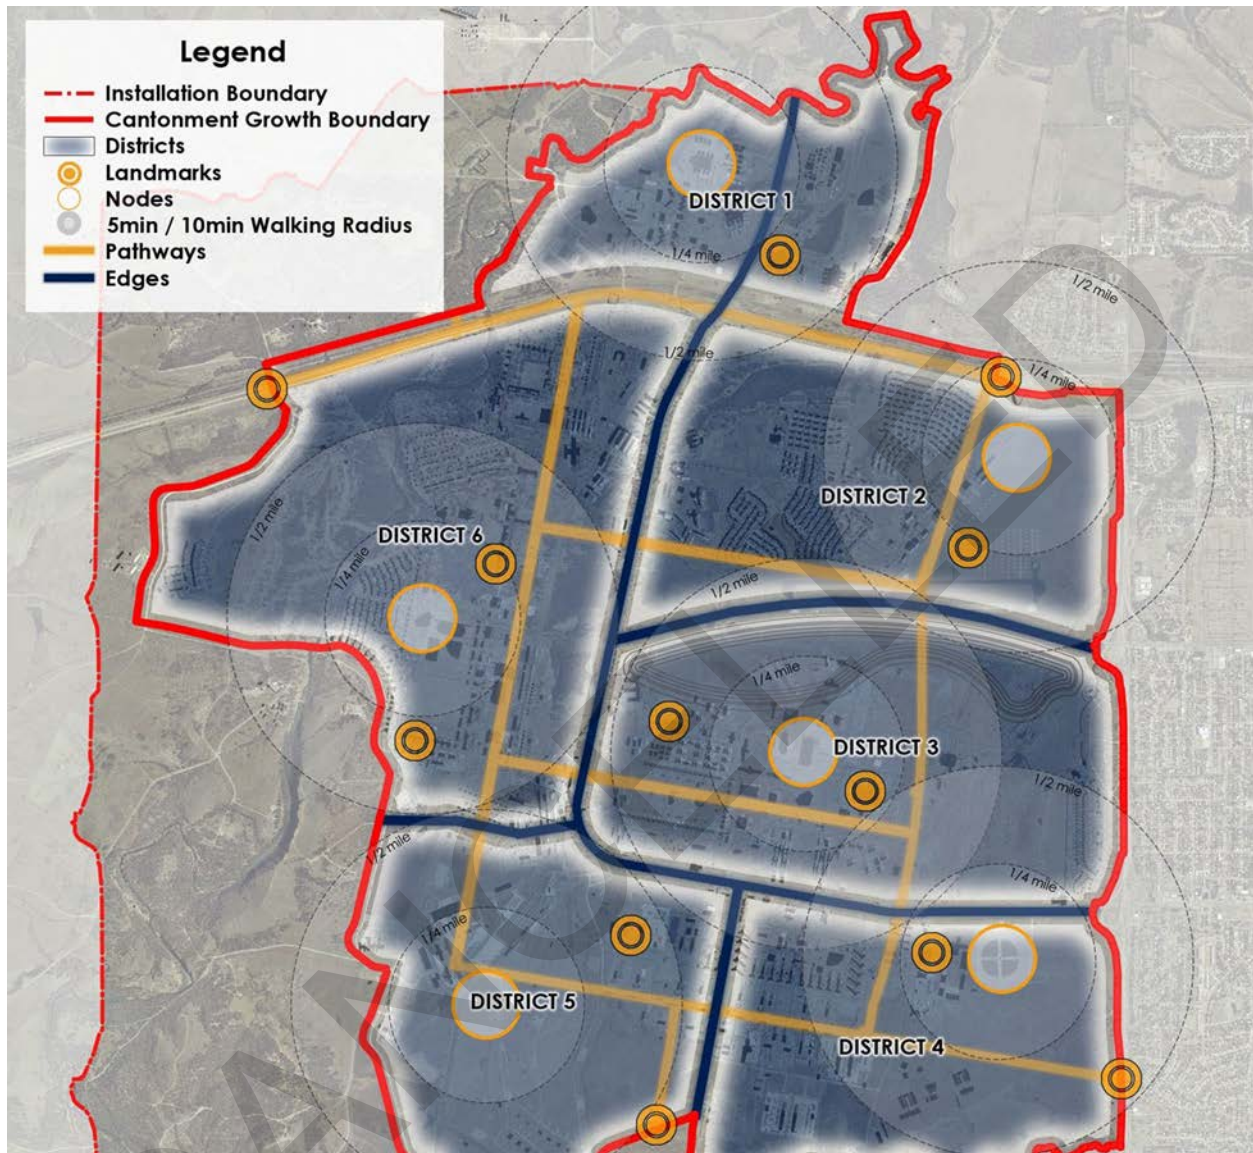 Legend
Installation Boundary
Cantonment Growth Boundary
Districts
Landmarks
Nodes
5min / 10min Walking Radius
Pathways
Edges
DISTRICT 1
1/4 mile
1/2 mile
1/2 mile
1/4 mile
DISTRICT 2
1/2 mile
DISTRICT 6
1/4 mile
1/2 mile
1/4 mile
DISTRICT 3
1/2 mile
1/2 mile
1/4 mile
1/4 mile
DISTRICT 5
DISTRICT 4
CANCELLED